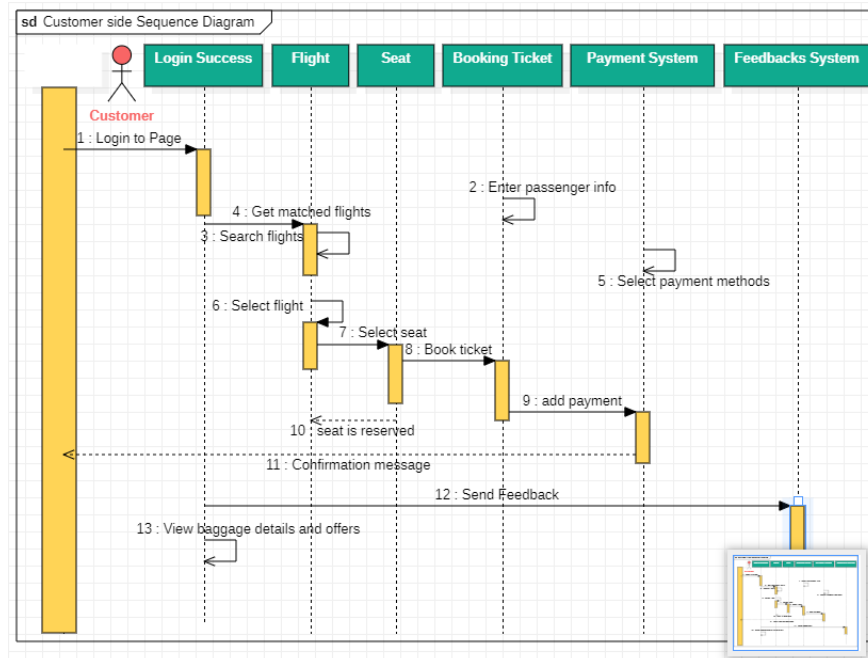 sd Customer side Sequence Diagram
Login Success
Flight
Seat
Booking Ticket
Payment System
Feedbacks System
Customer
1 : Login to Page
2 : Enter passenger info
4 : Get matched flights
3 : Search flights
5 : Select payment methods
6 : Select flight
7 : Select seat
8 : Book ticket
9 : add payment
10 : seat is reserved
11 : Confirmation message
12 : Send Feedback
13 : View baggage details and offers